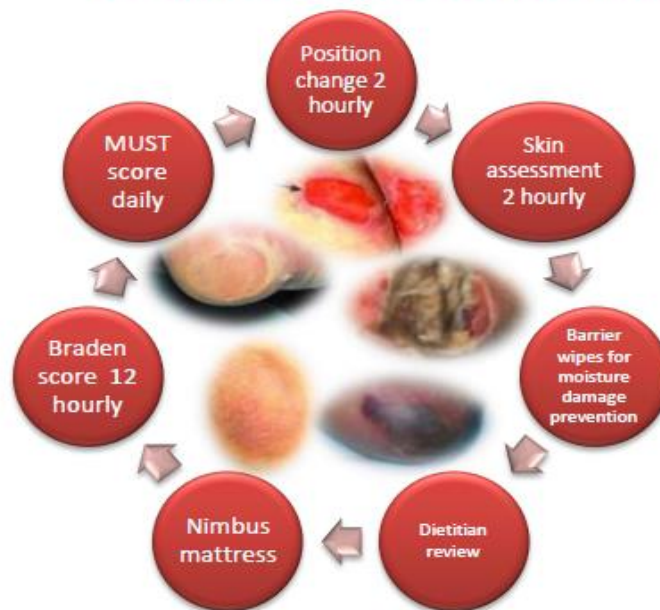 Position
change 2
hourly
Skin
assessment
2 hourly
Barrier
wipes for
moisture
damage
prevention
Dietitian
review
Nimbus
mattress
Braden
score 12
hourly
MUST
score
daily